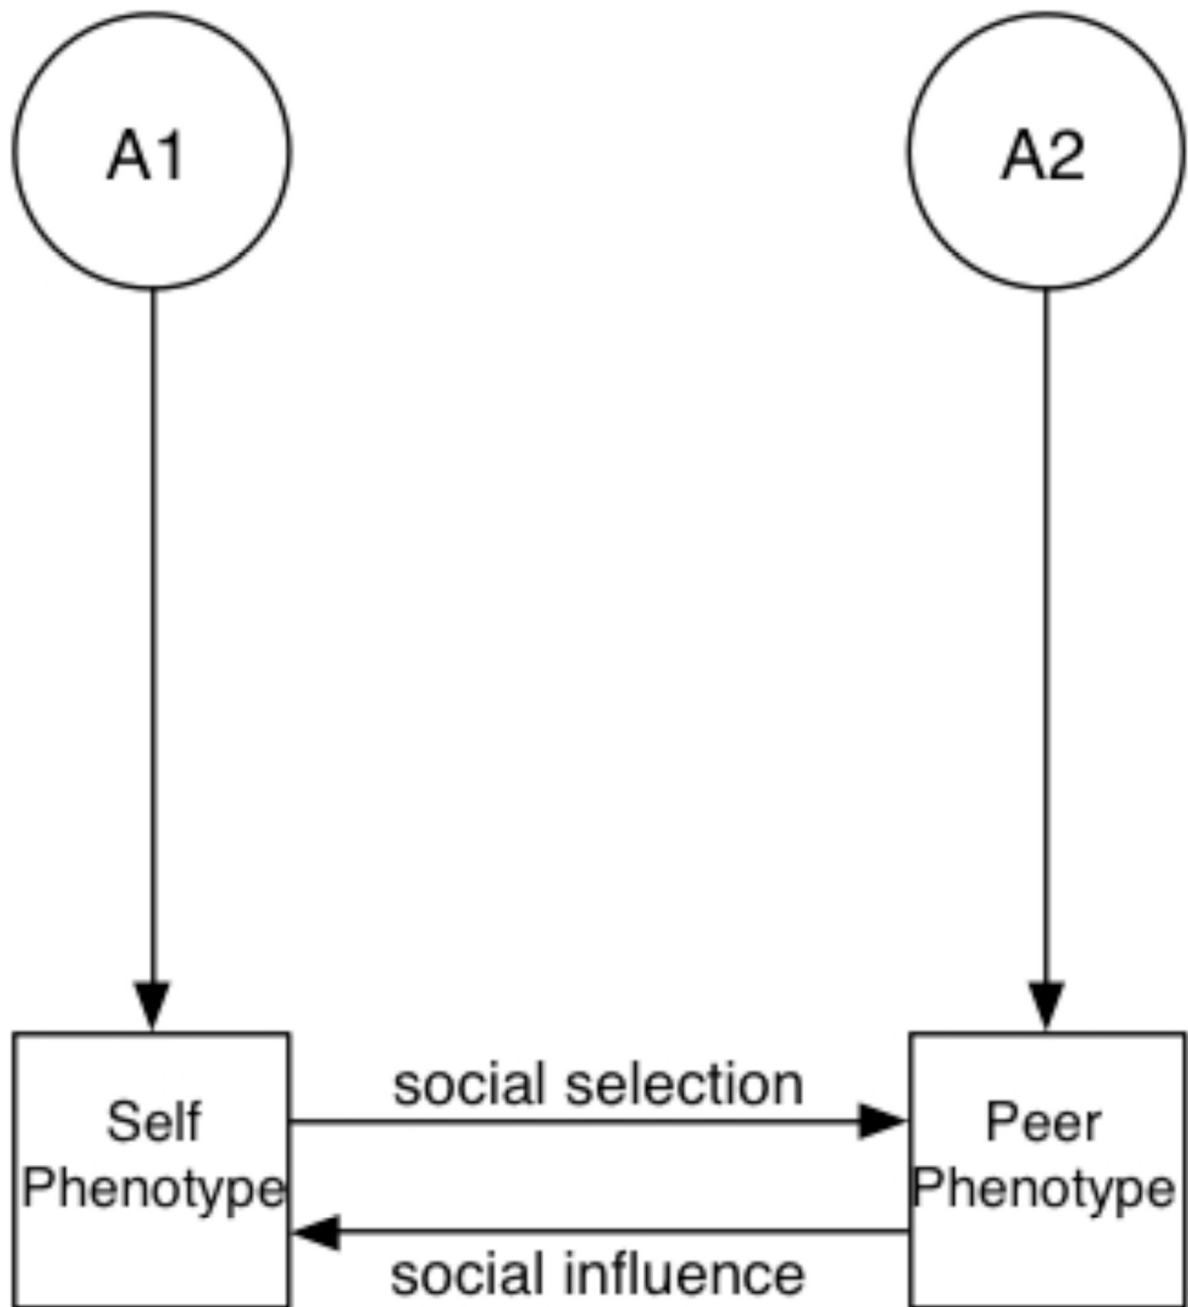 A1
A2
social selection
Self
Phenotype
Peer
Phenotype
social influence